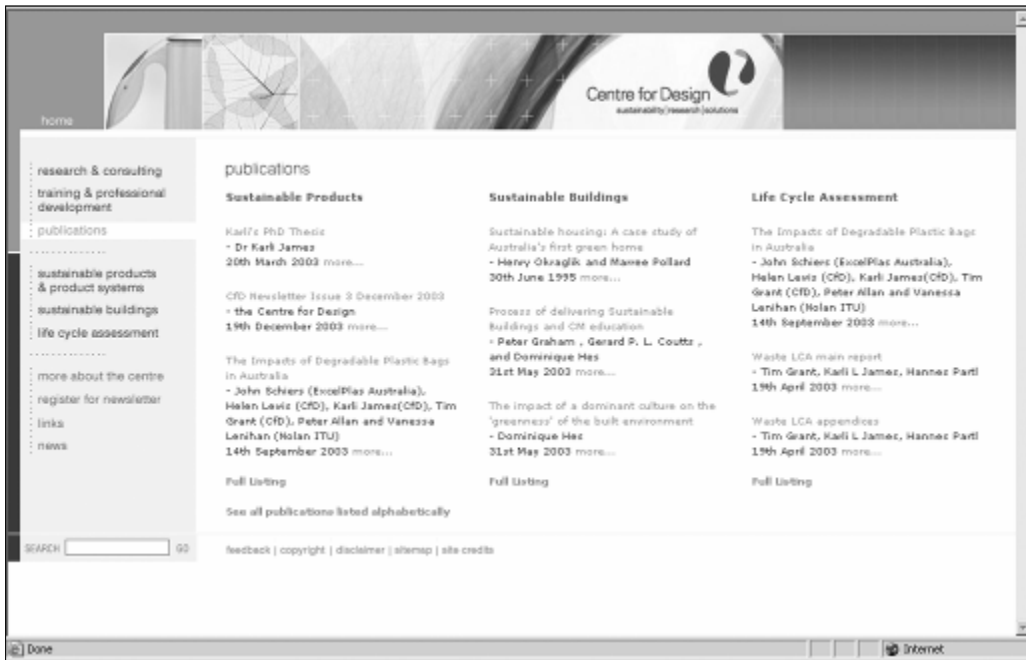 Centre for Design
sustainability|research|solutions
home
research & consulting
training & professional
development
publications
sustainable products
& product systems
sustainable buildings
life cycle assessment
more about the centre
register for newsletter
links
news
SEARCH GO
publications
Sustainable Products
Karli's PhD Thesis
- Dr Karli James
20th March 2003 more...
CfD Newsletter Issue 3 December 2003
- the Centre for Design
19th December 2003 more...
The Impacts of Degradable Plastic Bags
in Australia
- John Schiers (ExcelPlas Australia),
Helen Lewis (CfD), Karli James(CfD), Tim
Grant (CfD), Peter Allan and Vanessa
Lenihan (Nolan ITU)
14th September 2003 more...
Full Listing
See all publications listed alphabetically
Sustainable Buildings
Sustainable housing: A case study of
Australia's first green home
- Henry Okraglik and Marree Pollard
30th June 1995 more...
Process of delivering Sustainable
Buildings and CM education
- Peter Graham , Gerard P. L. Coutts ,
and Dominique Hes
31st May 2003 more...
The impact of a dominant culture on the
'greenness' of the built environment
- Dominique Hes
31st May 2003 more...
Full Listing
Life Cycle Assessment
The Impacts of Degradable Plastic Bags
in Australia
- John Schiers (ExcelPlas Australia),
Helen Lewis (CfD), Karli James(CfD), Tim
Grant (CfD), Peter Allan and Vanessa
Lenihan (Nolan ITU)
14th September 2003 more...
Waste LCA main report
- Tim Grant, Karli L James, Hannes Partl
19th April 2003 more...
Waste LCA appendices
- Tim Grant, Karli L James, Hannes Partl
19th April 2003 more...
Full Listing
feedback | copyright | disclaimer | sitemap | site credits
Done
Internet